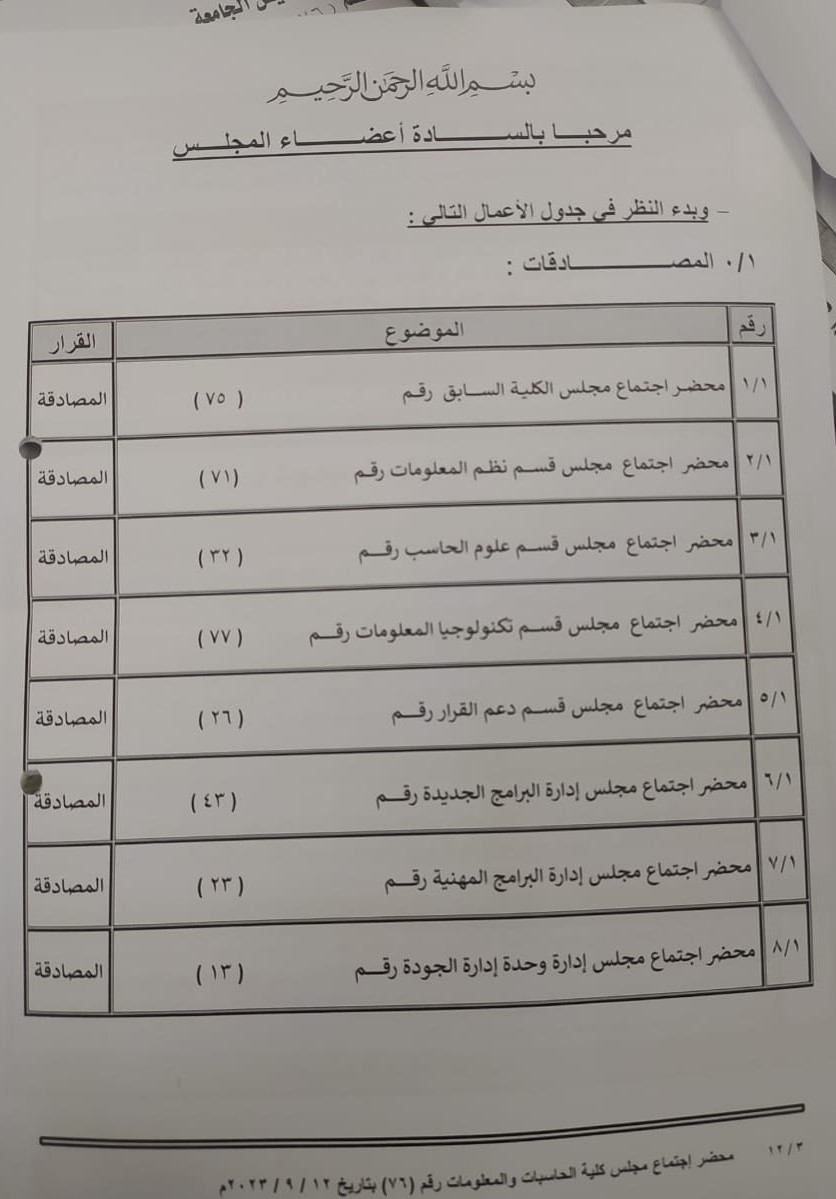 الجامعة
بسم الله الرحمن الرحيم
مرحبا بالسادة أعضاء المجلس
- وبدء النظر في جدول الأعمال التالي :
٠/١ المصادقات :
رقم الموضوع القرار
١/١ محضر اجتماع مجلس الكلية السابق رقم ( ٧٥ ) المصادقة
٢/١ محضر اجتماع مجلس قسم نظم المعلومات رقم ( ٧١ ) المصادقة
٣/١ محضر اجتماع مجلس قسم علوم الحاسب رقم ( ٣٢ ) المصادقة
٤/١ محضر اجتماع مجلس قسم تكنولوجيا المعلومات رقم ( ٧٧ ) المصادقة
٥/١ محضر اجتماع مجلس قسم دعم القرار رقم ( ٢٦ ) المصادقة
٦/١ محضر اجتماع مجلس إدارة البرامج الجديدة رقم ( ٤٣ ) المصادقة
٧/١ محضر اجتماع مجلس إدارة البرامج المهنية رقم ( ٢٣ ) المصادقة
٨/١ محضر اجتماع مجلس إدارة وحدة إدارة الجودة رقم ( ١٣ ) المصادقة
١٢/٣ محضر إجتماع مجلس كلية الحاسبات والمعلومات رقم (٧٦) بتاريخ ١٢ / ٩ / ٢٠٢٣م